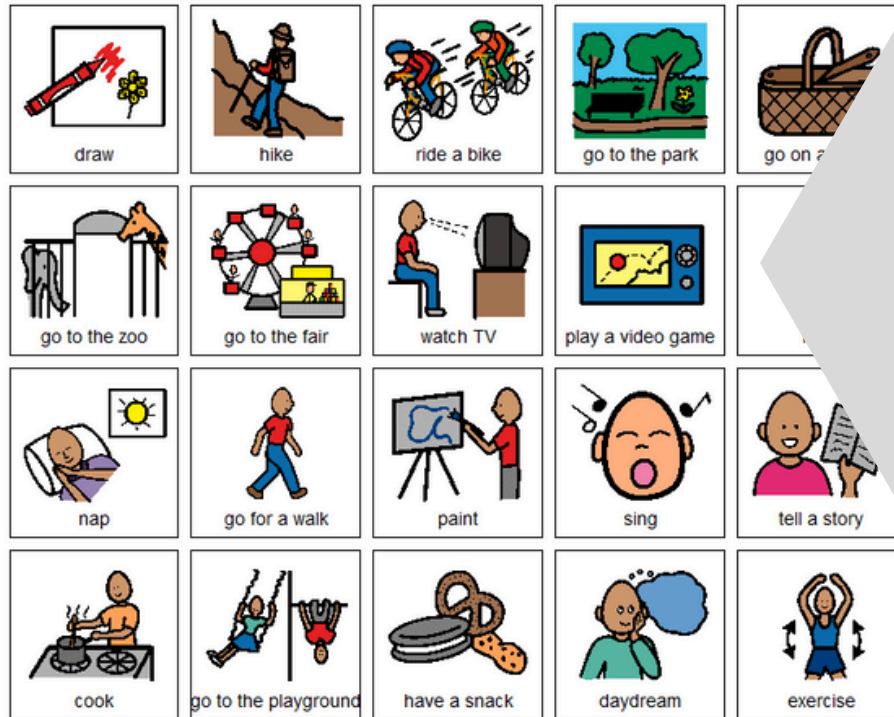 draw
hike
ride a bike
go to the park
go on a
go to the zoo
go to the fair
watch TV
play a video game
nap
go for a walk
paint
sing
tell a story
cook
go to the playground
have a snack
daydream
exercise